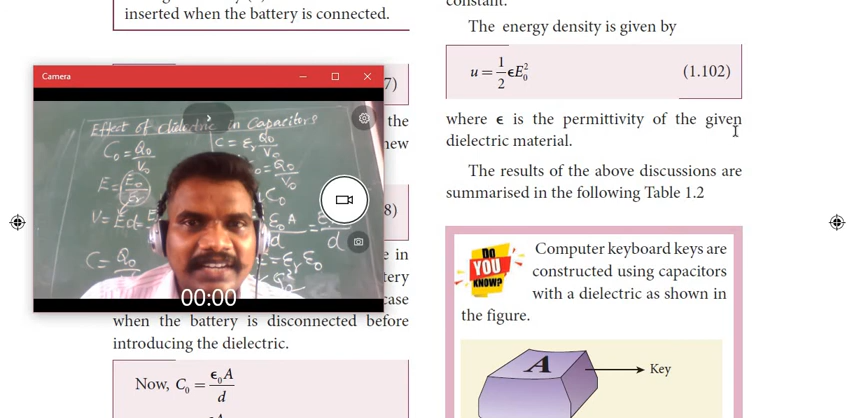 inserted when the battery is connected.
Camera
Effect of dielectric in Capacitors
C₀ = Q₀/V₀
C = εᵣ Q₀/V₀
V = Ed =
00:00
7)
the
new
8)
e in
tery
case
when the battery is disconnected before
introducing the dielectric.
Now, C₀ = ϵ₀A/d
The energy density is given by
u = 1/2 ϵE₀² (1.102)
where ϵ is the permittivity of the given
dielectric material.
The results of the above discussions are
summarised in the following Table 1.2
DO
YOU
KNOW?
Computer keyboard keys are
constructed using capacitors
with a dielectric as shown in
the figure.
A
Key